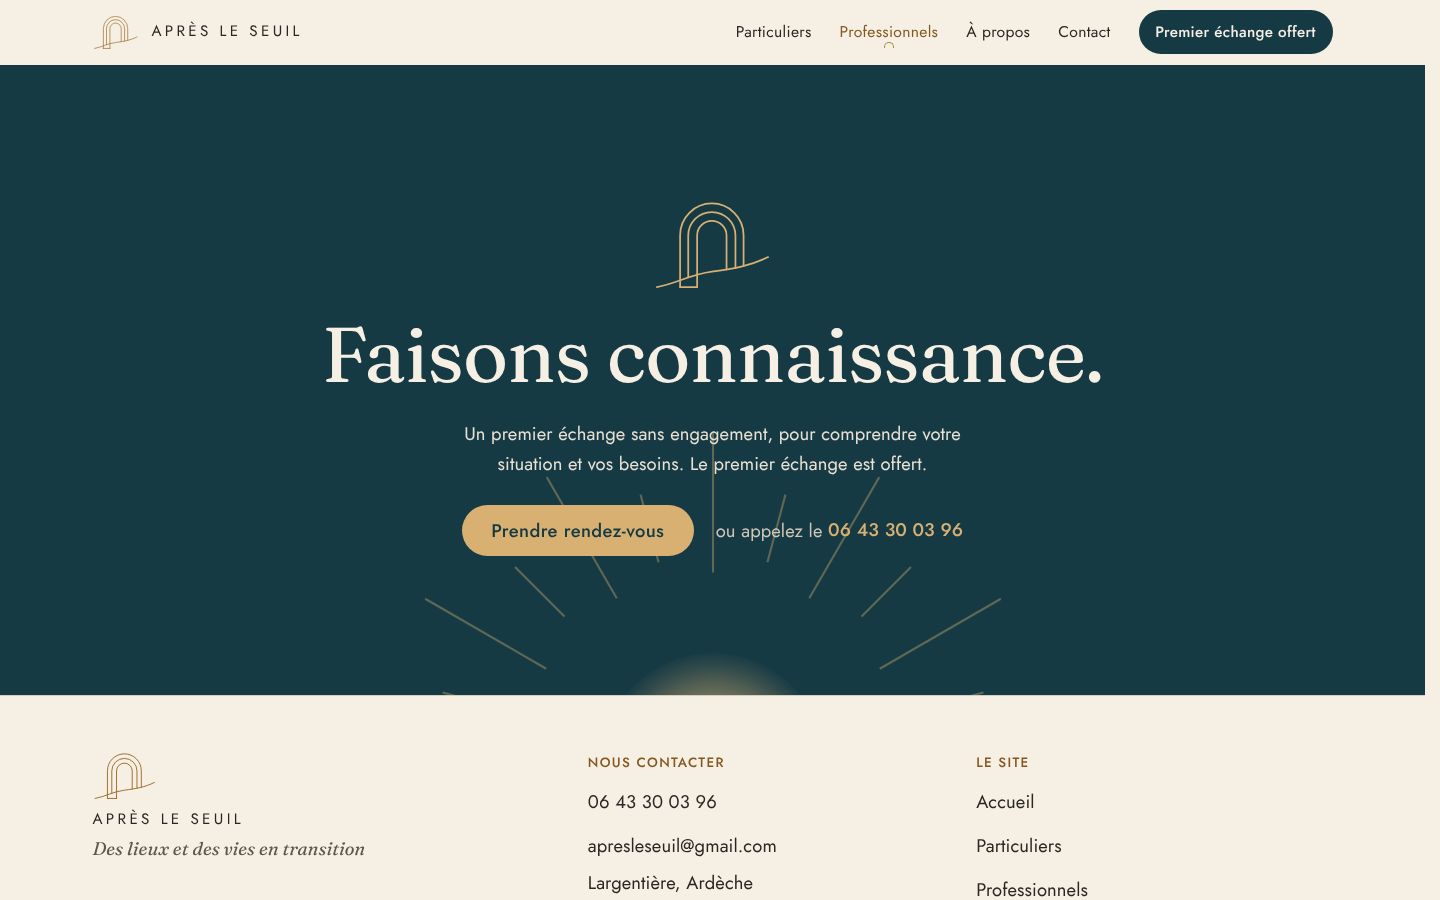 APRÈS LE SEUIL
Particuliers
Professionnels
À propos
Contact
Premier échange offert
Faisons connaissance.
Un premier échange sans engagement, pour comprendre votre
situation et vos besoins. Le premier échange est offert.
Prendre rendez-vous
ou appelez le 06 43 30 03 96
APRÈS LE SEUIL
Des lieux et des vies en transition
NOUS CONTACTER
06 43 30 03 96
apresleseuil@gmail.com
Largentière, Ardèche
LE SITE
Accueil
Particuliers
Professionnels